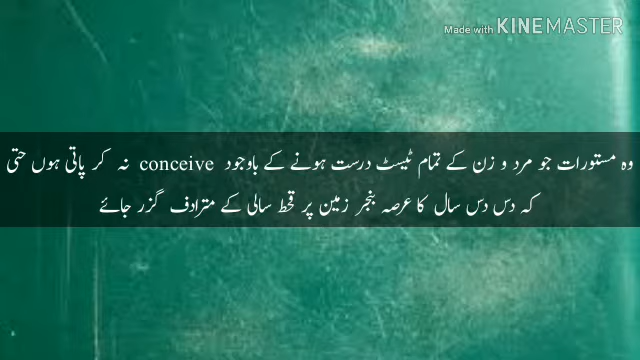 Made with KINEMASTER
وہ مستورات جو مرد و زن کے تمام ٹیسٹ درست ہونے کے باوجود conceive نہ کر پاتی ہوں حتیٰ
کہ دس دس سال کا عرصہ بنجر زمین پر قحط سالی کے مترادف گزر جائے